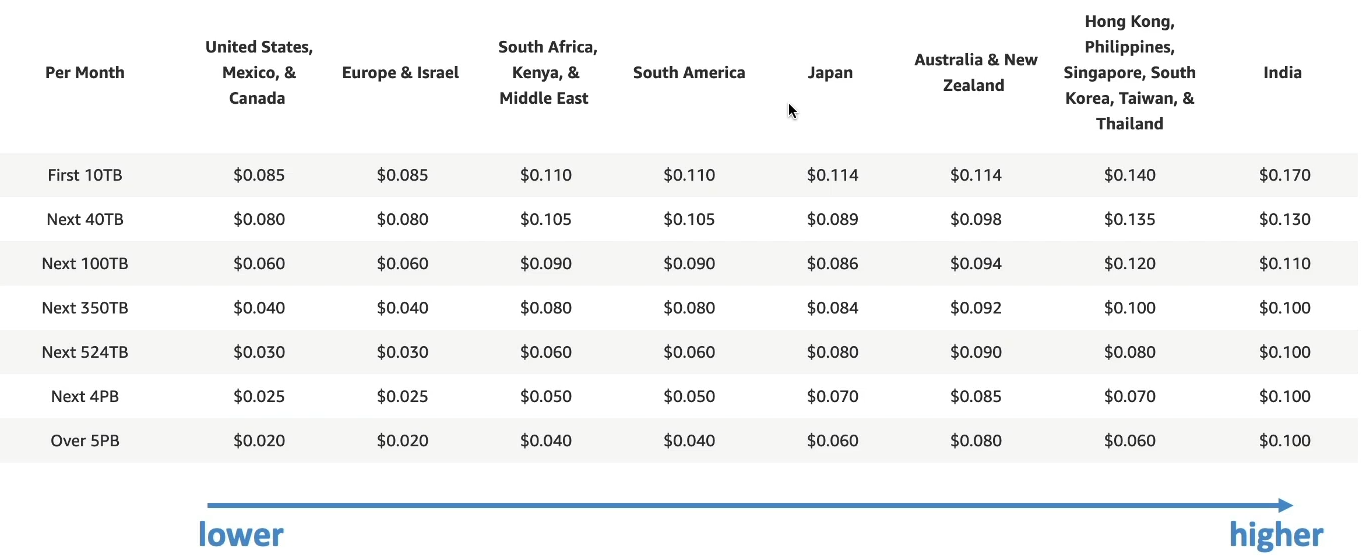 Per Month
United States,
Mexico, &
Canada
Europe & Israel
South Africa,
Kenya, &
Middle East
South America
Japan
Australia & New
Zealand
Hong Kong,
Philippines,
Singapore, South
Korea, Taiwan, &
Thailand
India
First 10TB $0.085 $0.085 $0.110 $0.110 $0.114 $0.114 $0.140 $0.170
Next 40TB $0.080 $0.080 $0.105 $0.105 $0.089 $0.098 $0.135 $0.130
Next 100TB $0.060 $0.060 $0.090 $0.090 $0.086 $0.094 $0.120 $0.110
Next 350TB $0.040 $0.040 $0.080 $0.080 $0.084 $0.092 $0.100 $0.100
Next 524TB $0.030 $0.030 $0.060 $0.060 $0.080 $0.090 $0.080 $0.100
Next 4PB $0.025 $0.025 $0.050 $0.050 $0.070 $0.085 $0.070 $0.100
Over 5PB $0.020 $0.020 $0.040 $0.040 $0.060 $0.080 $0.060 $0.100
lower higher